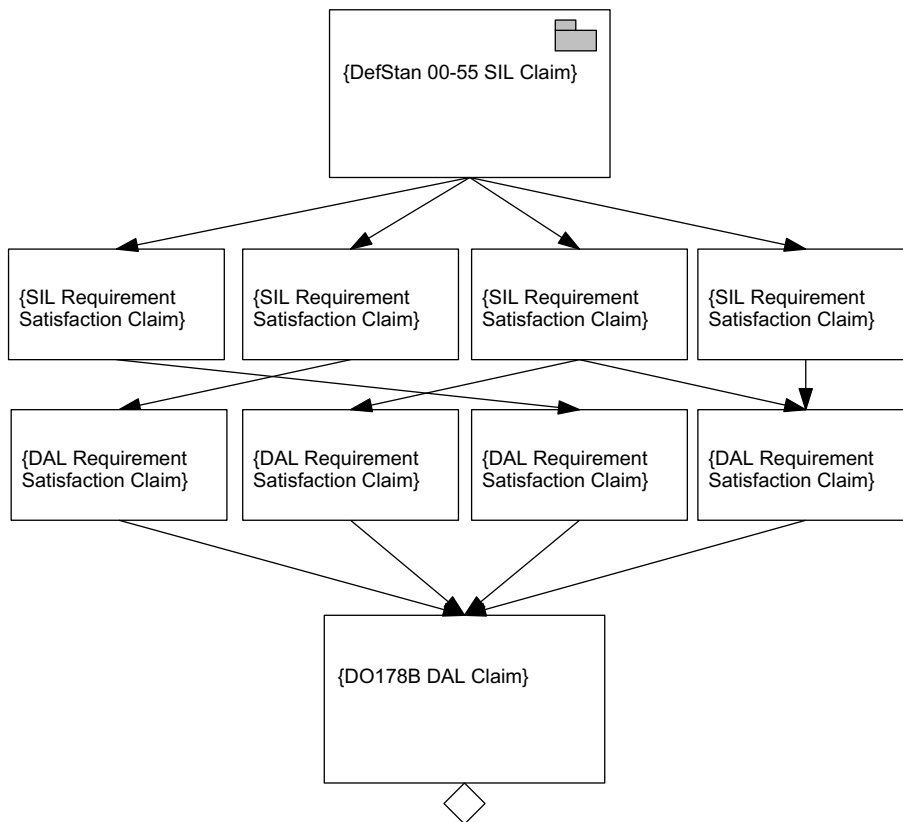 {DefStan 00-55 SIL Claim}
{SIL Requirement
Satisfaction Claim}
{SIL Requirement
Satisfaction Claim}
{SIL Requirement
Satisfaction Claim}
{SIL Requirement
Satisfaction Claim}
{DAL Requirement
Satisfaction Claim}
{DAL Requirement
Satisfaction Claim}
{DAL Requirement
Satisfaction Claim}
{DAL Requirement
Satisfaction Claim}
{DO178B DAL Claim}